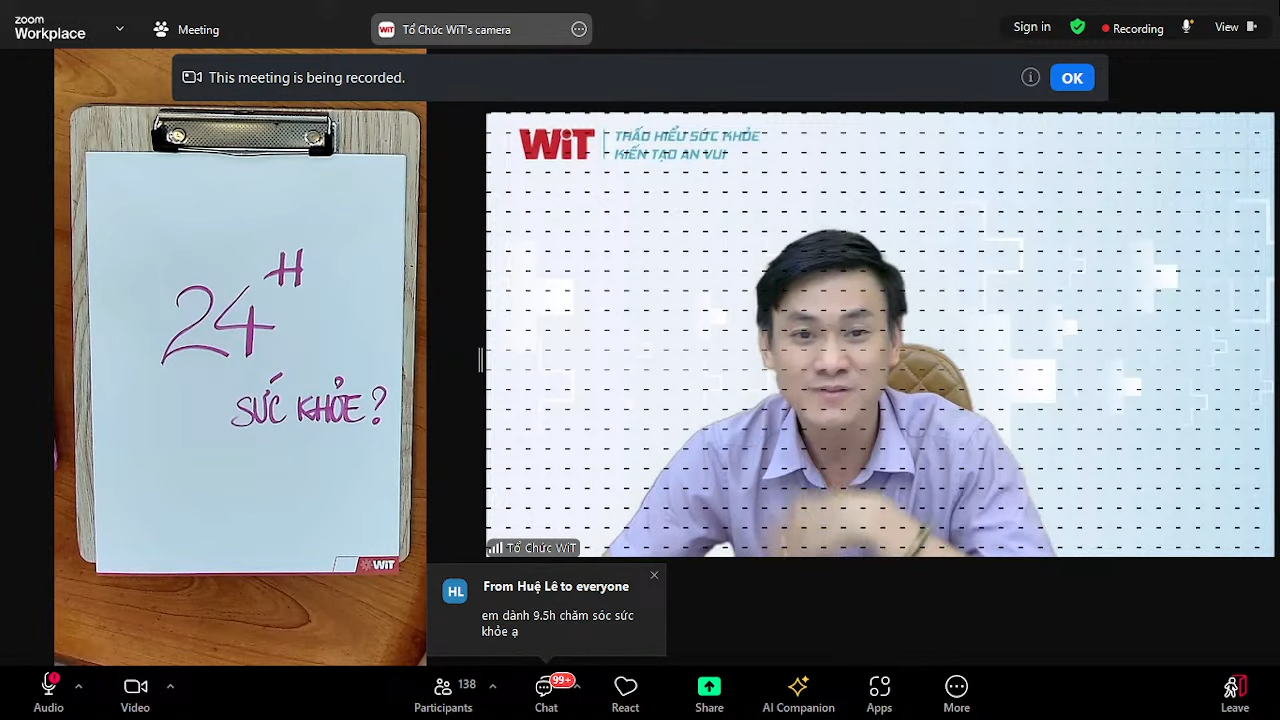 zoom
Workplace
Meeting
WiT
Tổ Chức WiT's camera
Sign in
Recording
View
This meeting is being recorded.
OK
24H
SỨC KHỎE?
WiT
WiT
THẤU HIỂU SỨC KHỎE
KIẾN TẠO AN VUI
Tổ Chức WiT
HL
From Huệ Lê to everyone
em dành 9.5h chăm sóc sức
khỏe ạ
Audio
Video
138
Participants
99+
Chat
React
Share
AI Companion
Apps
More
Leave